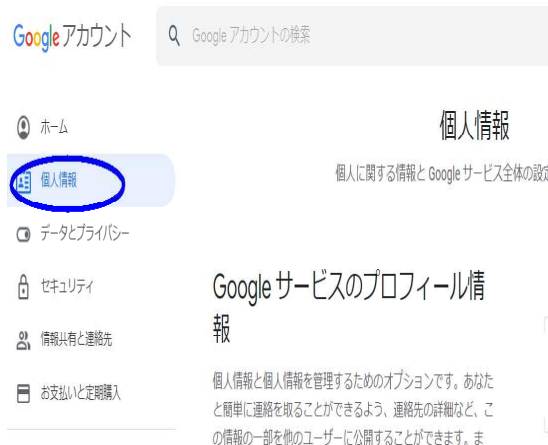 Google アカウント
Google アカウントの検索
ホーム
個人情報
データとプライバシー
セキュリティ
情報共有と連絡先
お支払いと定期購入
個人情報
個人に関する情報と Google サービス全体の設定
Google サービスのプロフィール情
報
個人情報と個人情報を管理するためのオプションです。あなた
と簡単に連絡を取ることができるよう、連絡先の詳細など、こ
の情報の一部を他のユーザーに公開することができます。ま